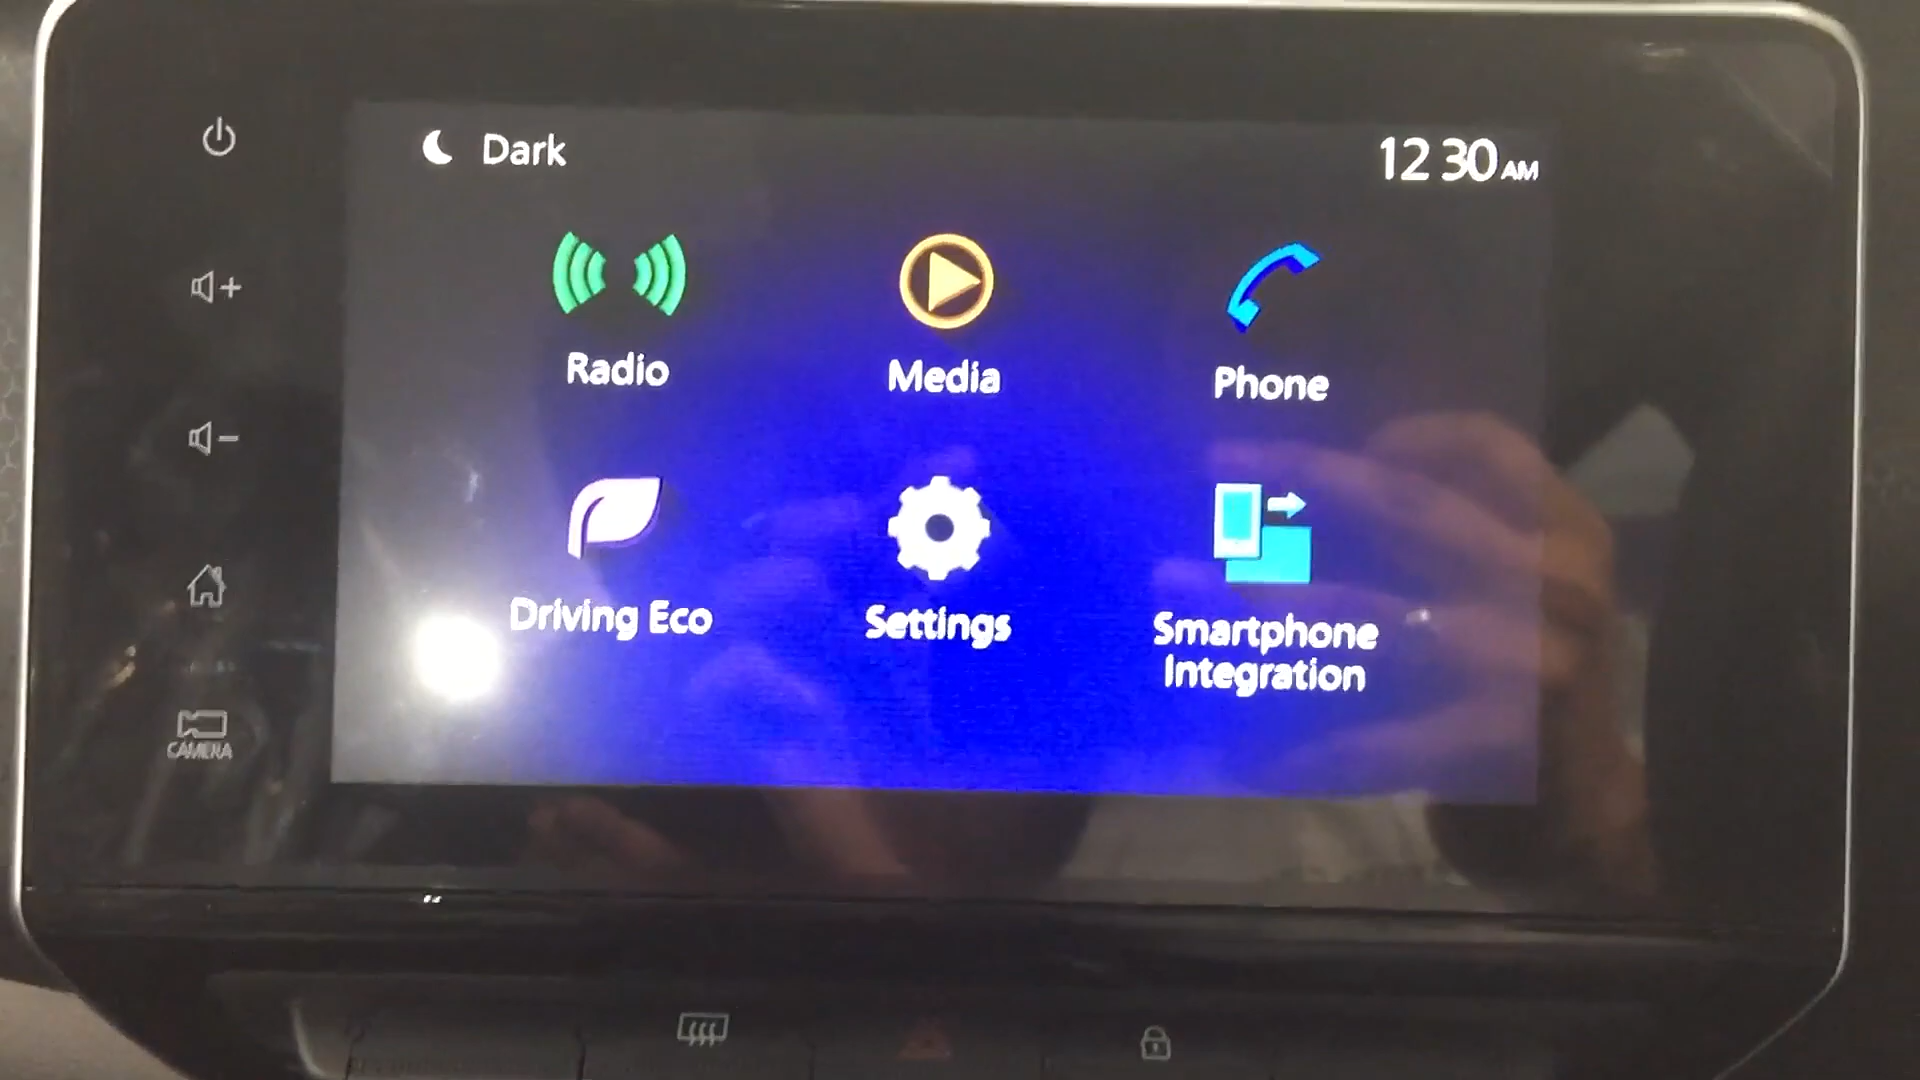 Dark
12 30 AM
Radio
Media
Phone
Driving Eco
Settings
Smartphone
Integration
CAMERA